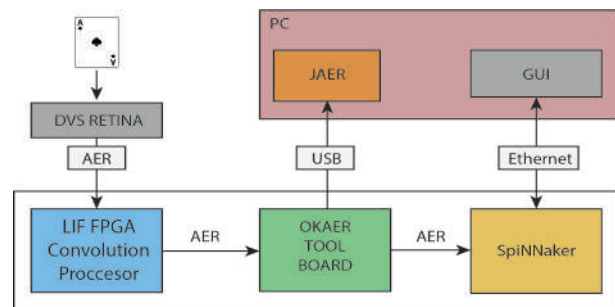 PC
A
A
JAER
GUI
DVS RETINA
AER
USB
Ethernet
LIF FPGA
Convolution
Proccesor
AER
OKAER
TOOL
BOARD
AER
SpiNNaker